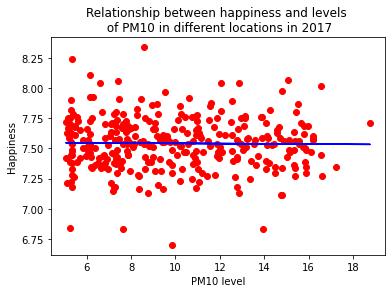 Relationship between happiness and levels
of PM10 in different locations in 2017
8.25
8.00
7.75
7.50
7.25
7.00
6.75
Happiness
6 8 10 12 14 16 18
PM10 level